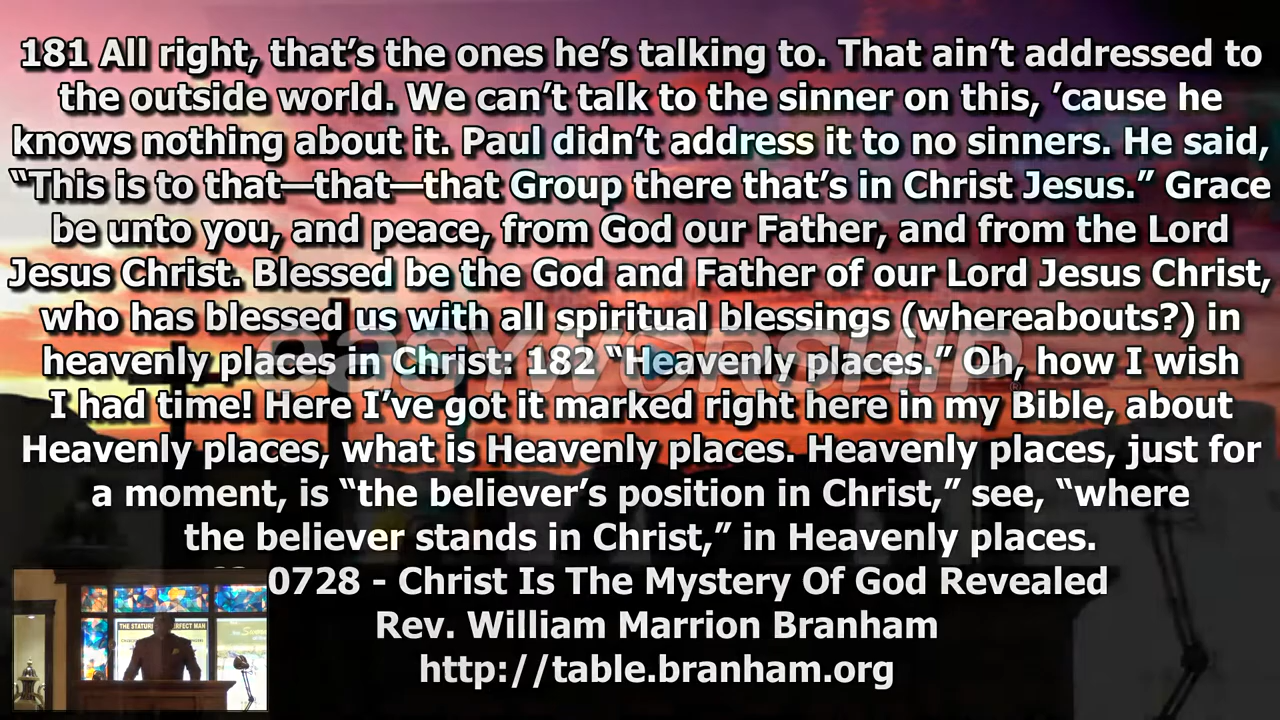 181 All right, that’s the ones he’s talking to. That ain’t addressed to
the outside world. We can’t talk to the sinner on this, ’cause he
knows nothing about it. Paul didn’t address it to no sinners. He said,
“This is to that—that—that Group there that’s in Christ Jesus.” Grace
be unto you, and peace, from God our Father, and from the Lord
Jesus Christ. Blessed be the God and Father of our Lord Jesus Christ,
who has blessed us with all spiritual blessings (whereabouts?) in
heavenly places in Christ: 182 “Heavenly places.” Oh, how I wish
I had time! Here I’ve got it marked right here in my Bible, about
Heavenly places, what is Heavenly places. Heavenly places, just for
a moment, is “the believer’s position in Christ,” see, “where
the believer stands in Christ,” in Heavenly places.
0728 - Christ Is The Mystery Of God Revealed
Rev. William Marrion Branham
http://table.branham.org
easyworship
THE STATURE PERFECT MAN